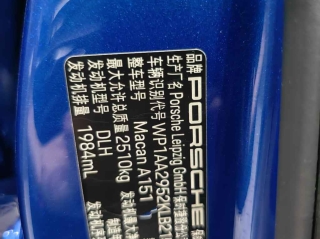 品牌 PORSCHE
生产厂名 Porsche Leipzig GmbH
车辆识别代号 WP1AA2952KLB21
整车型号 Macan A151
最大允许总质量 2510kg
发动机型号 DLH
发动机排量 1984mL